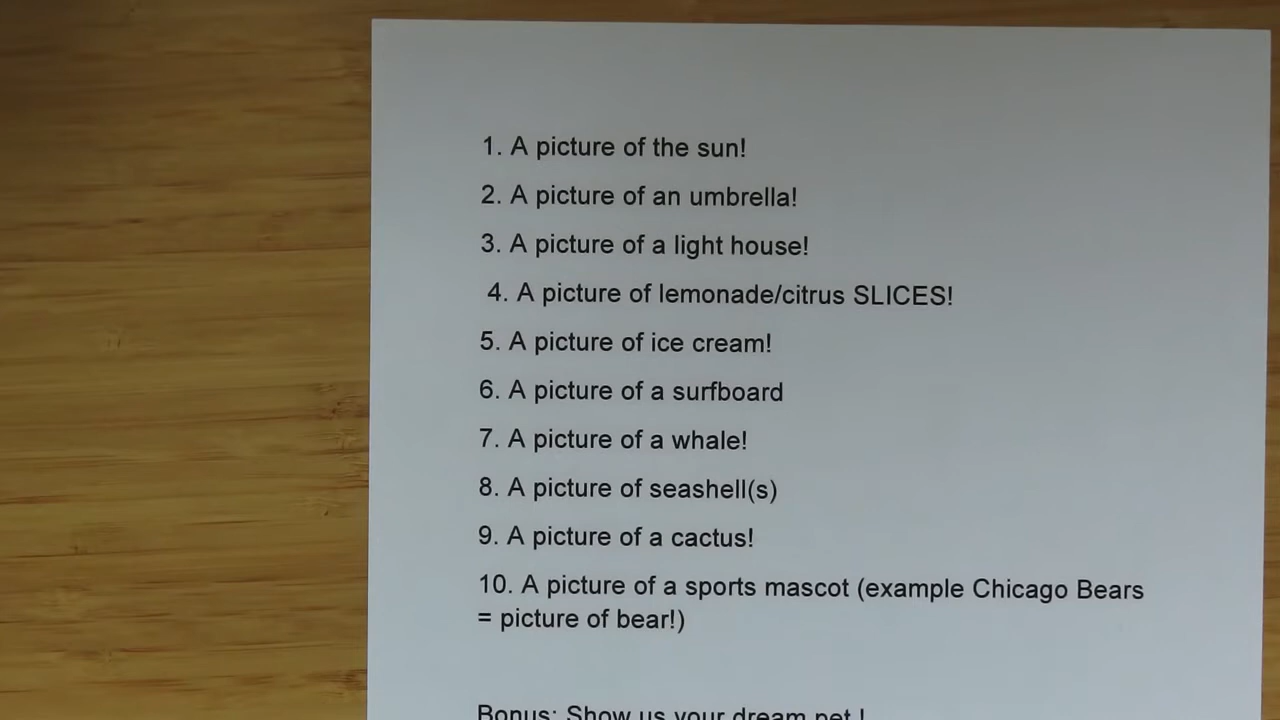 1. A picture of the sun!
2. A picture of an umbrella!
3. A picture of a light house!
4. A picture of lemonade/citrus SLICES!
5. A picture of ice cream!
6. A picture of a surfboard
7. A picture of a whale!
8. A picture of seashell(s)
9. A picture of a cactus!
10. A picture of a sports mascot (example Chicago Bears
= picture of bear!)
Bonus: Show us your dream pet !